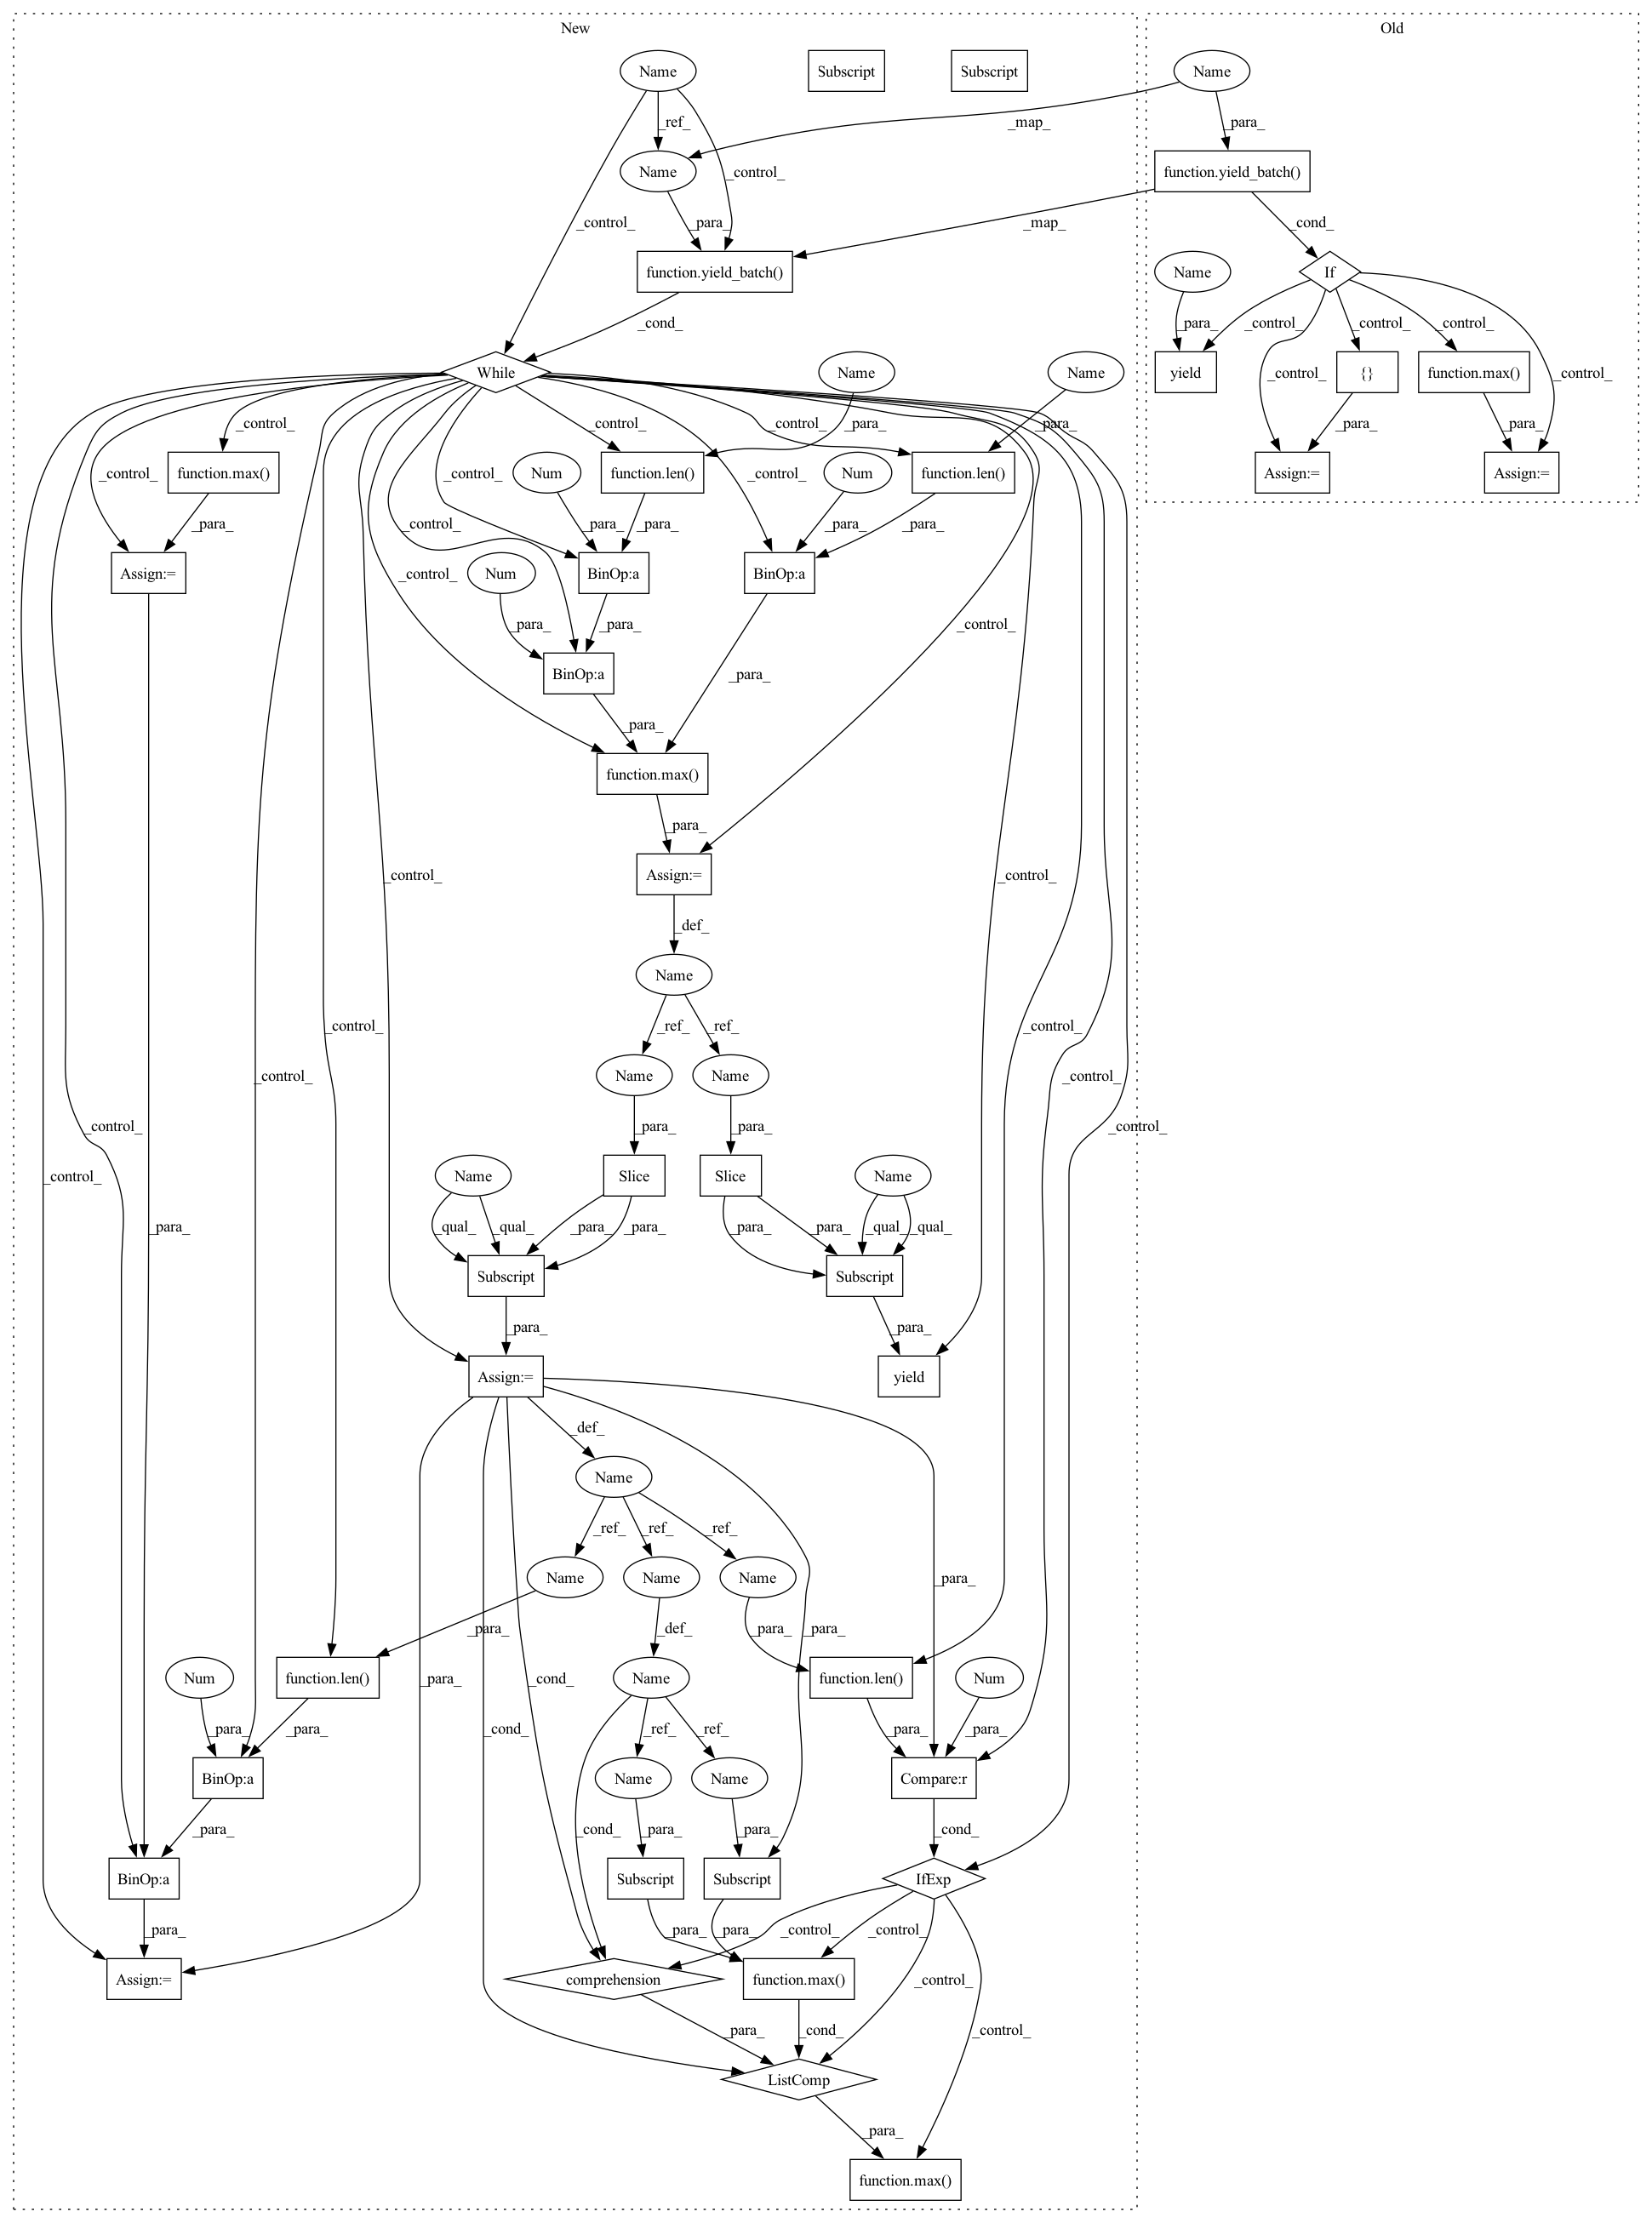 New
Old
Name
Subscript
Subscript
Name
_ref_
_map_
_para_
Name
_control_
function.yield_batch()
_control_
_para_
_map_
_cond_
function.yield_batch()
Name
If
_cond_
_para_
_control_
_control_
_control_
_control_
_control_
While
Name
Name
yield
{}
function.max()
_control_
_control_
_para_
_control_
_para_
_para_
_para_
function.max()
Num
function.len()
Num
function.len()
Assign:=
Assign:=
_control_
_para_
_control_
_control_
_para_
_para_
_control_
_para_
_para_
Assign:=
Num
BinOp:a
BinOp:a
_control_
_para_
_para_
_control_
BinOp:a
_para_
_para_
function.max()
_para_
Assign:=
_control_
_control_
_def_
Name
_control_
_ref_
_ref_
_control_
Name
Name
_control_
_control_
_para_
_para_
_control_
_control_
Name
Slice
Slice
Name
_control_
_para_
_qual_
_qual_
_para_
_para_
_para_
_para_
_qual_
_qual_
Subscript
Subscript
_para_
_para_
Assign:=
yield
_def_
Name
_ref_
_ref_
_ref_
Name
Name
Name
_para_
_para_
_def_
_para_
_para_
Num
function.len()
Name
function.len()
Num
_para_
_cond_
_para_
_para_
_cond_
_ref_
_ref_
_para_
_para_
BinOp:a
Name
Name
Compare:r
_para_
_cond_
_para_
_para_
_cond_
BinOp:a
Subscript
Subscript
IfExp
_para_
_para_
_para_
_control_
_control_
Assign:=
comprehension
function.max()
_control_
_para_
_cond_
_control_
ListComp
_para_
function.max()